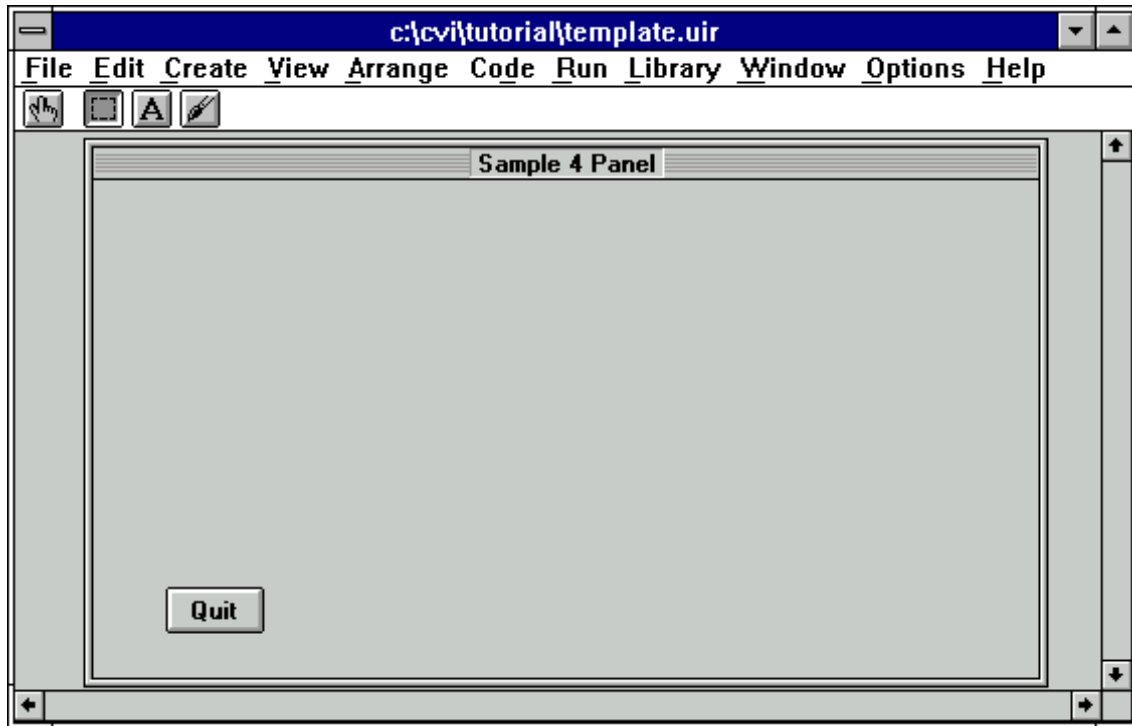 c:\cvi\tutorial\template.uir
File Edit Create View Arrange Code Run Library Window Options Help
A
Sample 4 Panel
Quit